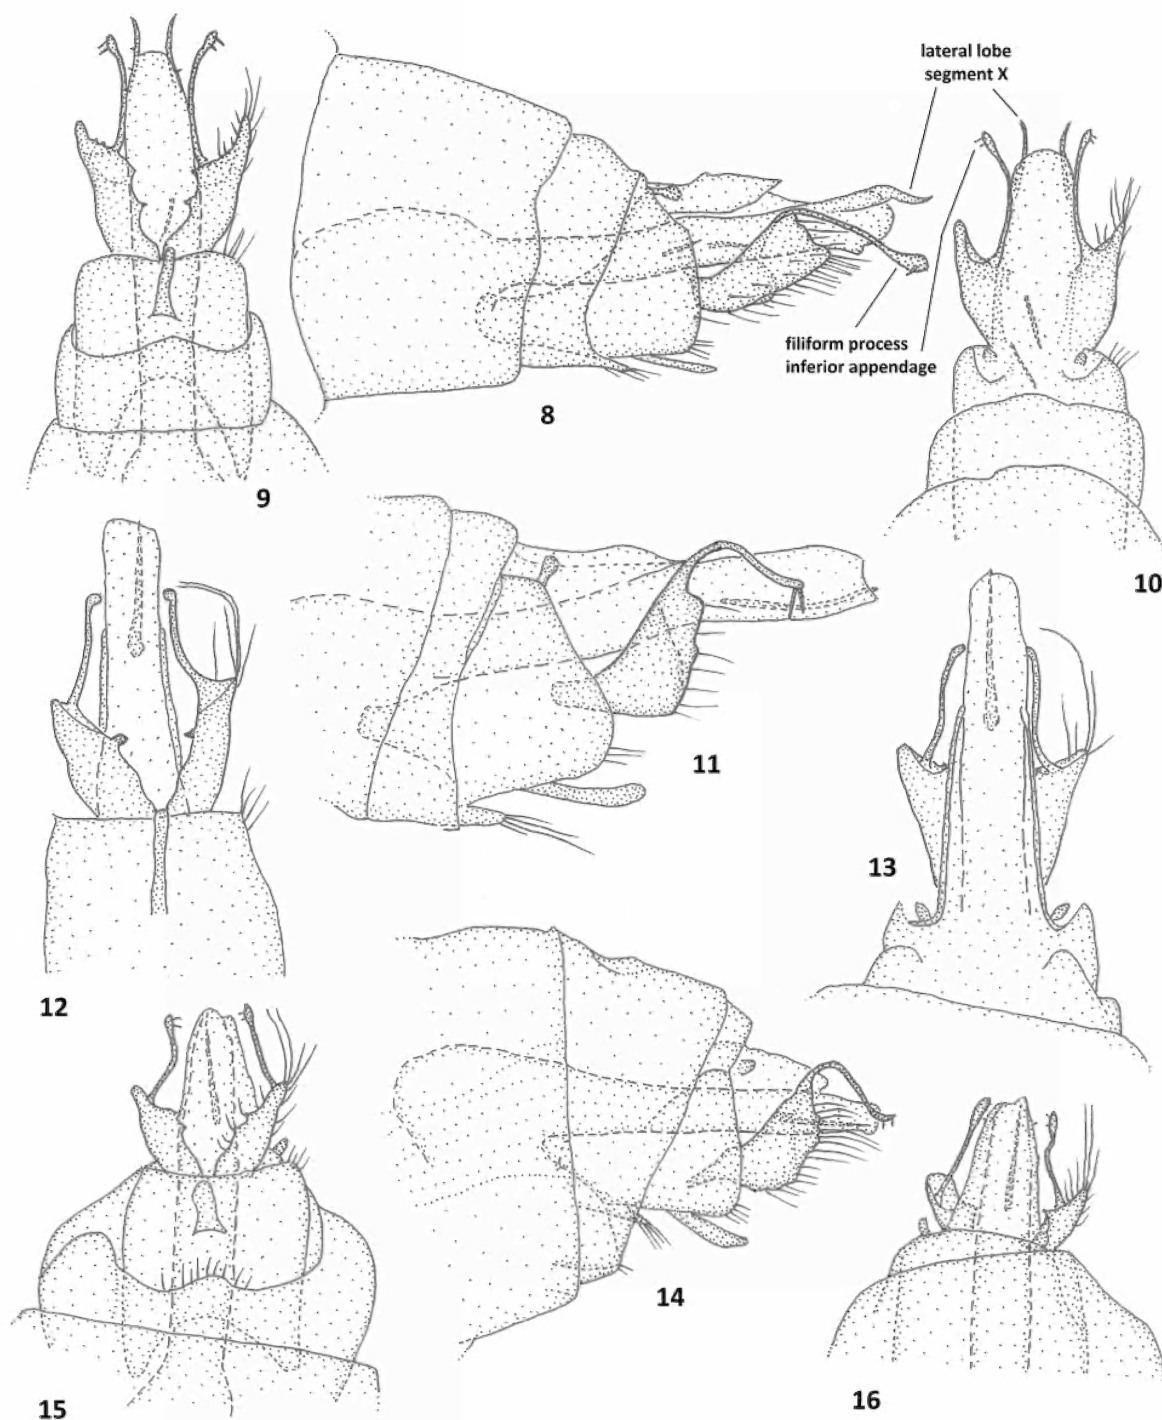 lateral lobe
segment X
filiform process
inferior appendage
8
9
10
11
12
13
14
15
16